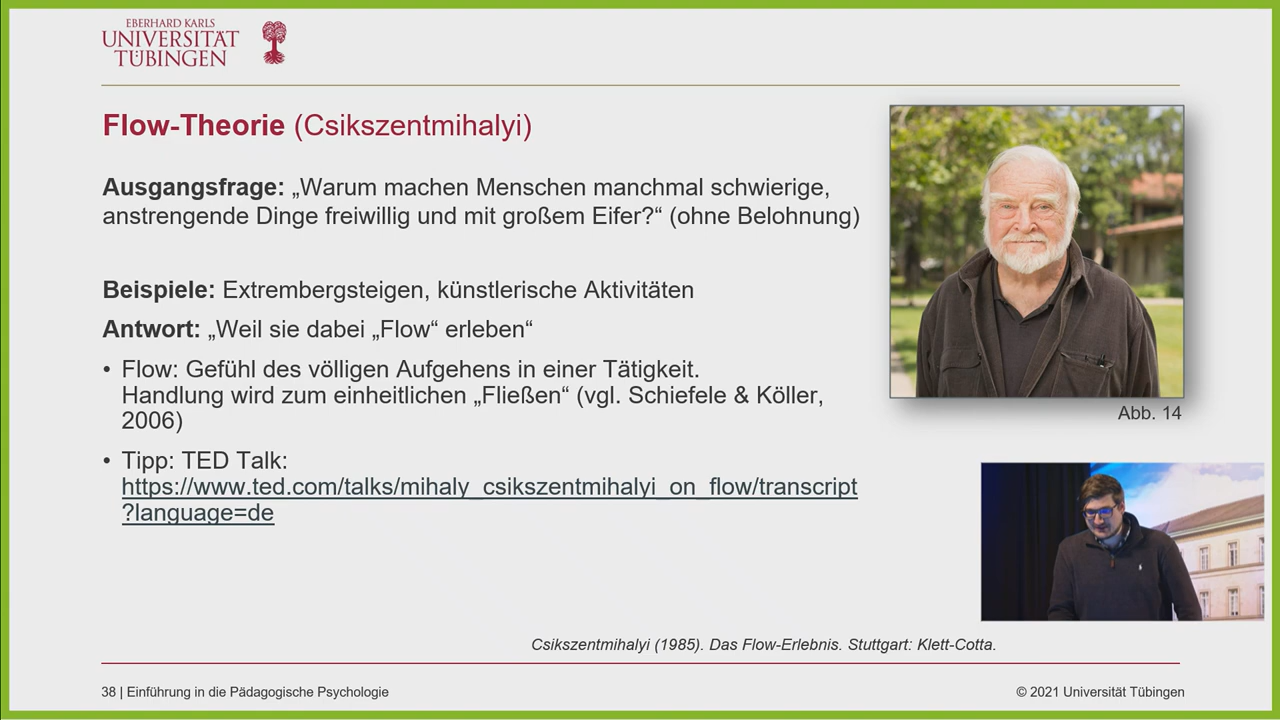 EBERHARD KARLS
UNIVERSITÄT
TÜBINGEN
Flow-Theorie (Csikszentmihalyi)
Ausgangsfrage: „Warum machen Menschen manchmal schwierige,
anstrengende Dinge freiwillig und mit großem Eifer?“ (ohne Belohnung)
Beispiele: Extrembergsteigen, künstlerische Aktivitäten
Antwort: „Weil sie dabei „Flow“ erleben“
• Flow: Gefühl des völligen Aufgehens in einer Tätigkeit.
Handlung wird zum einheitlichen „Fließen“ (vgl. Schiefele & Köller,
2006)
• Tipp: TED Talk:
https://www.ted.com/talks/mihaly_csikszentmihalyi_on_flow/transcript
?language=de
Abb. 14
Csikszentmihalyi (1985). Das Flow-Erlebnis. Stuttgart: Klett-Cotta.
38 | Einführung in die Pädagogische Psychologie
© 2021 Universität Tübingen